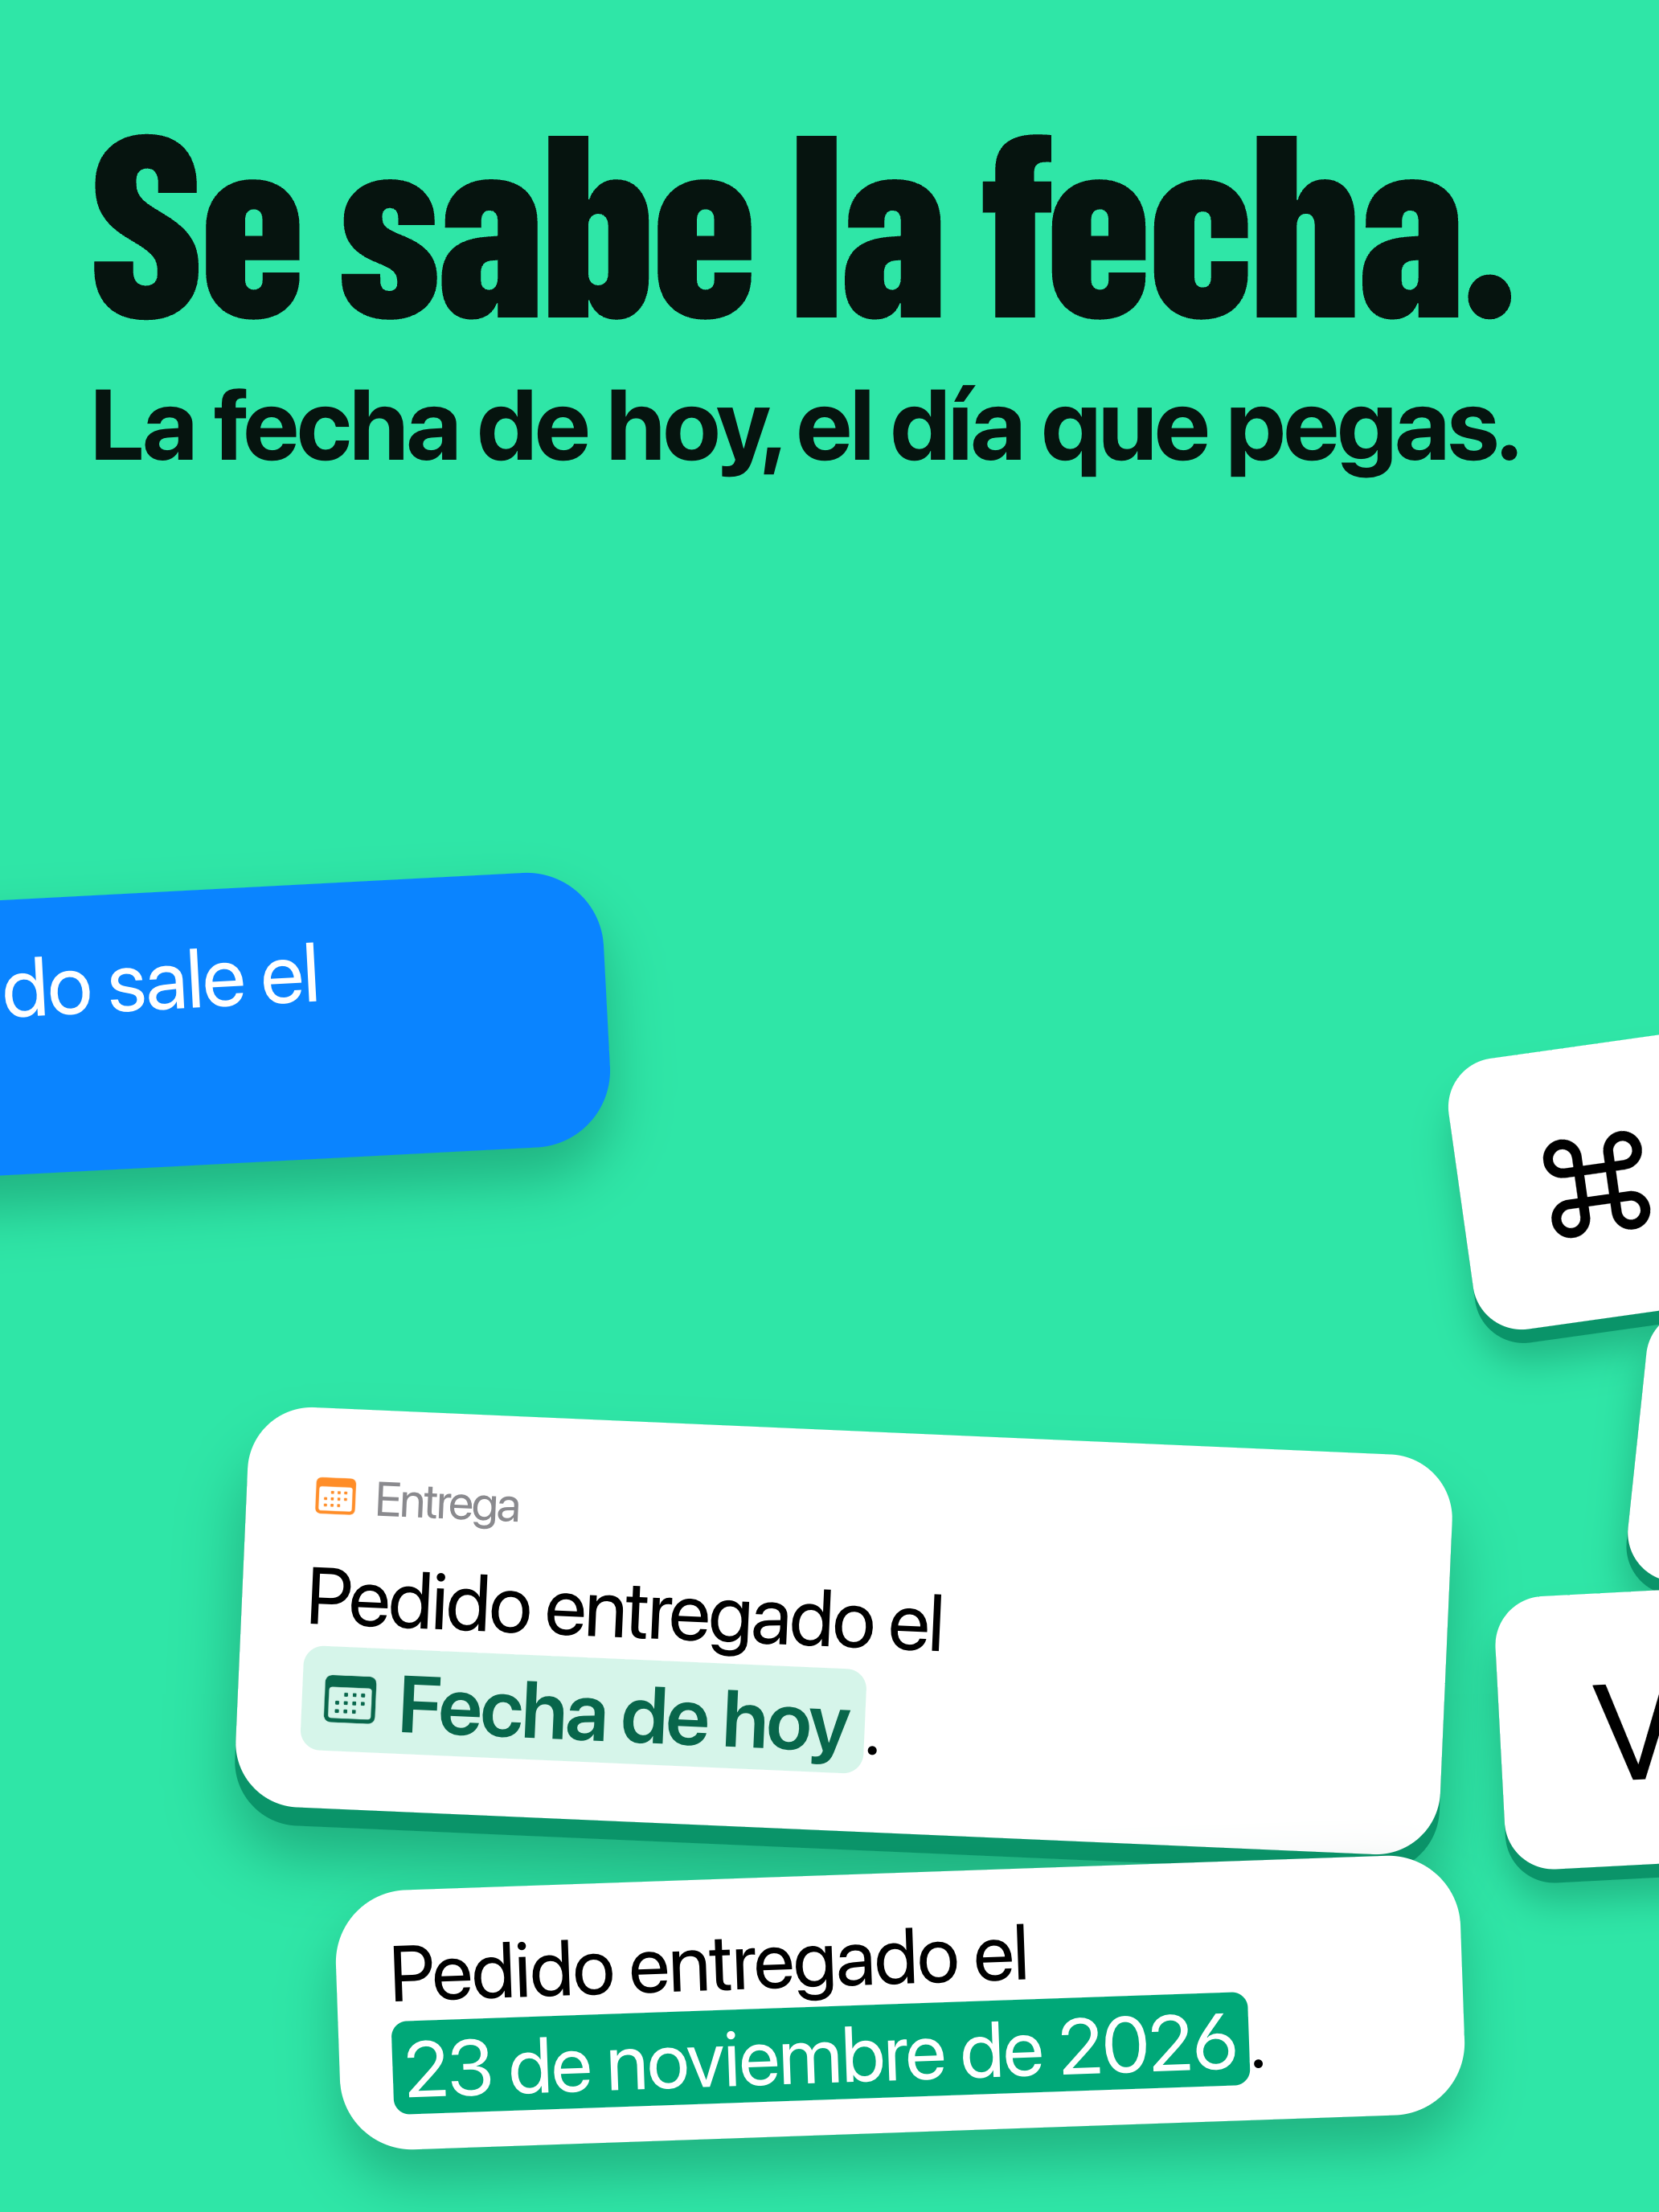 Se sabe la fecha.
La fecha de hoy, el día que pegas.
do sale el
⌘
Entrega
Pedido entregado el
Fecha de hoy.
V
Pedido entregado el
23 de noviembre de 2026.